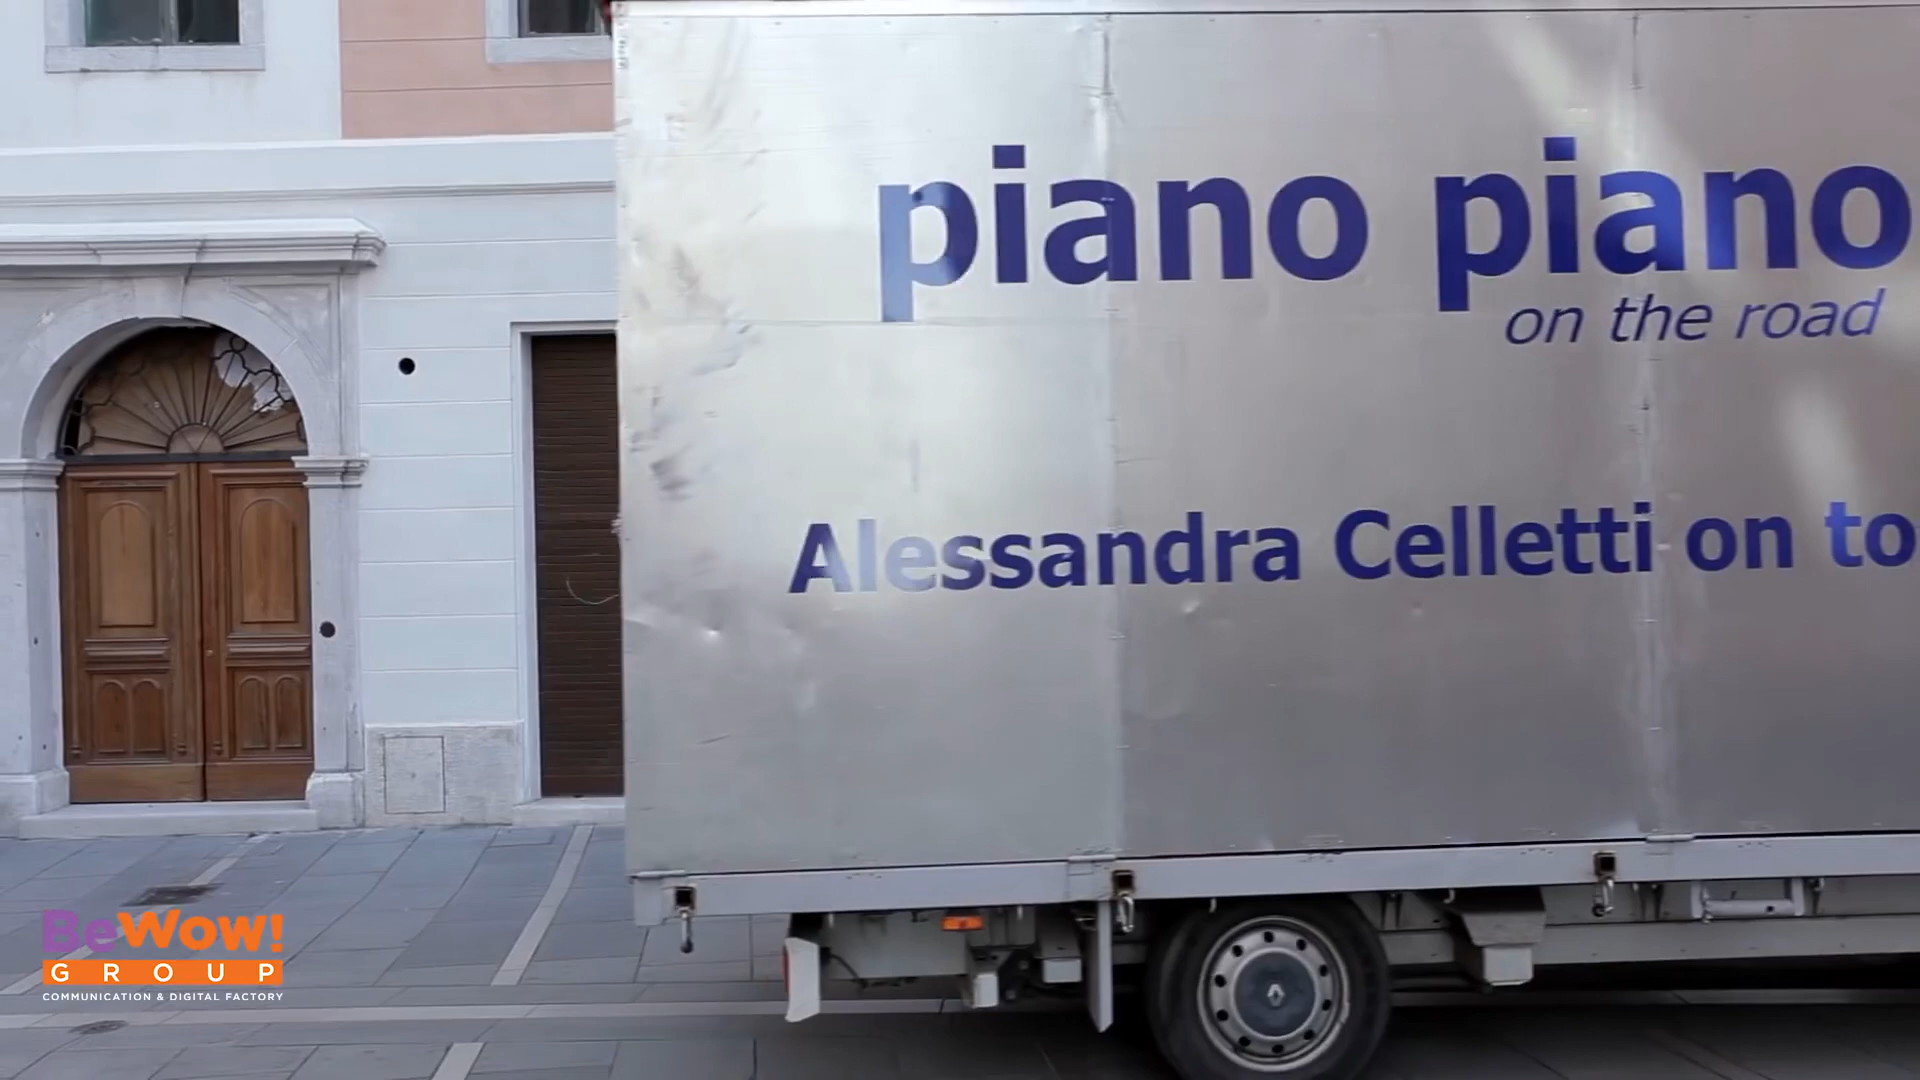 piano piano
on the road
Alessandra Celletti on to
BeWow!
GROUP
COMMUNICATION & DIGITAL FACTORY